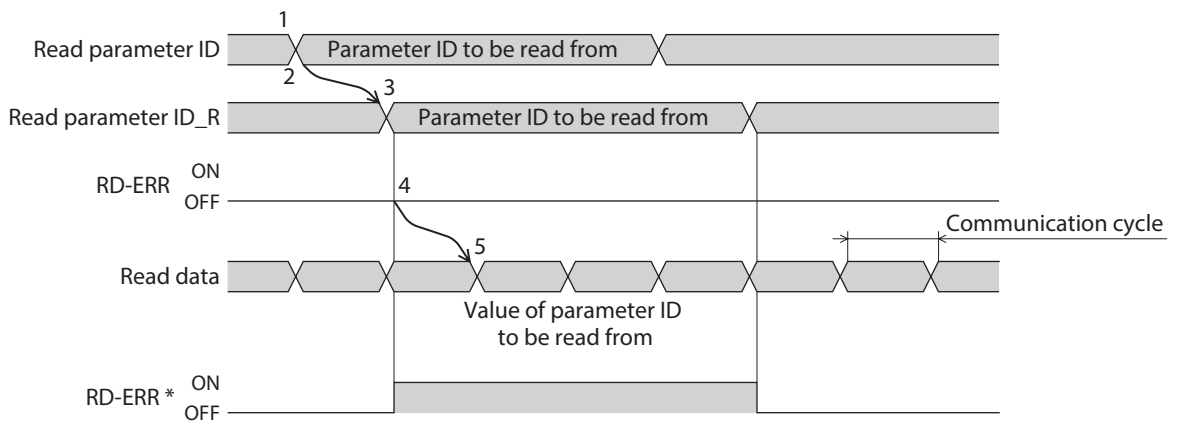 1
Read parameter ID
Parameter ID to be read from
2
3
Read parameter ID_R
Parameter ID to be read from
ON
RD-ERR
OFF
4
Communication cycle
5
Read data
Value of parameter ID
to be read from
ON
RD-ERR *
OFF